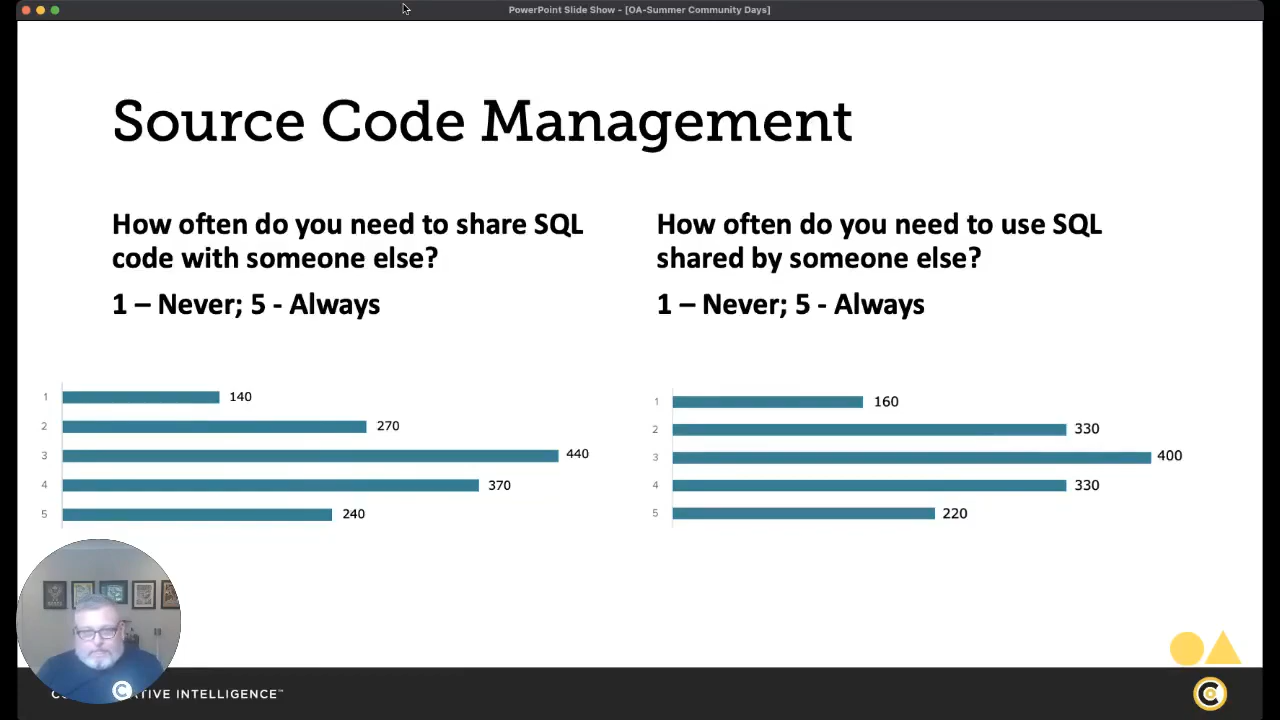 PowerPoint Slide Show - [OA-Summer Community Days]
Source Code Management
How often do you need to share SQL
code with someone else?
1 – Never; 5 - Always
1 140
2 270
3 440
4 370
5 240
How often do you need to use SQL
shared by someone else?
1 – Never; 5 - Always
1 160
2 330
3 400
4 330
5 220
INTELLIGENCE™